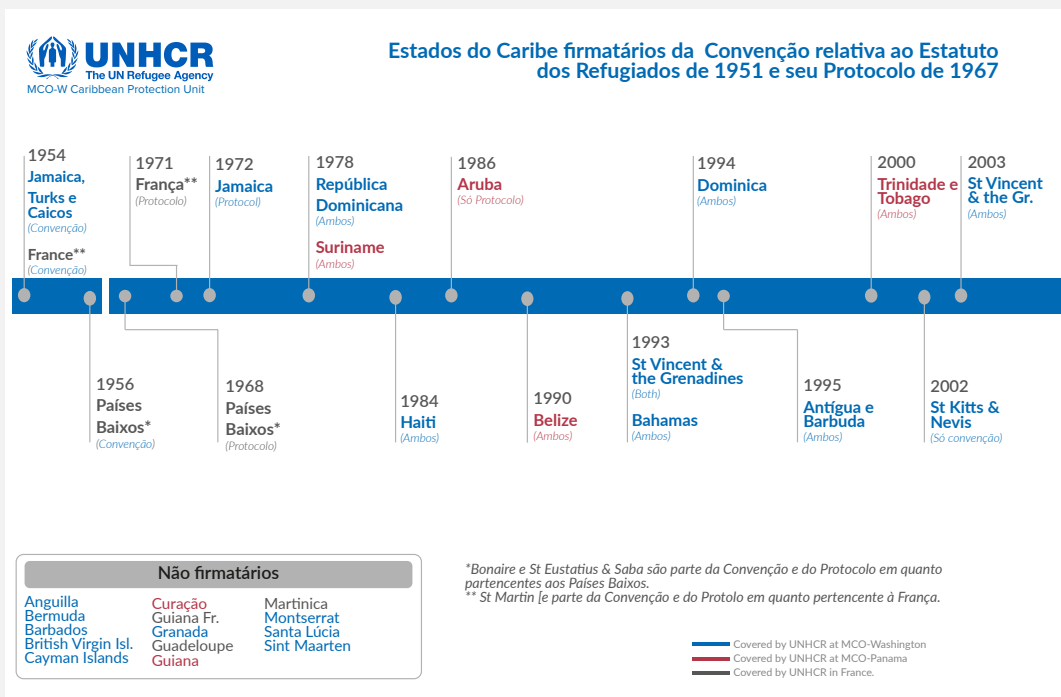 UNHCR
The UN Refugee Agency
MCO-W Caribbean Protection Unit
Estados do Caribe firmatários da Convenção relativa ao Estatuto
dos Refugiados de 1951 e seu Protocolo de 1967
1954
Jamaica,
Turks e
Caicos
(Convenção)
France**
(Convenção)
1971
França**
(Protocolo)
1972
Jamaica
(Protocol)
1978
República
Dominicana
(Ambos)
Suriname
(Ambos)
1986
Aruba
(Só Protocolo)
1994
Dominica
(Ambos)
2000
Trinidade e
Tobago
(Ambos)
2003
St Vincent
& the Gr.
(Ambos)
1956
Países
Baixos*
(Convenção)
1968
Países
Baixos*
(Protocolo)
1984
Haiti
(Ambos)
1990
Belize
(Ambos)
1993
St Vincent &
the Grenadines
(Both)
Bahamas
(Ambos)
1995
Antígua e
Barbuda
(Ambos)
2002
St Kitts &
Nevis
(Só convenção)
Não firmatários
Anguilla
Bermuda
Barbados
British Virgin Isl.
Cayman Islands
Curação
Guiana Fr.
Granada
Guadeloupe
Guiana
Martinica
Montserrat
Santa Lúcia
Sint Maarten
*Bonaire e St Eustatius & Saba são parte da Convenção e do Protocolo em quanto
partencentes aos Países Baixos.
** St Martin [e parte da Convenção e do Protolo em quanto pertencente à França.
Covered by UNHCR at MCO-Washington
Covered by UNHCR at MCO-Panama
Covered by UNHCR in France.